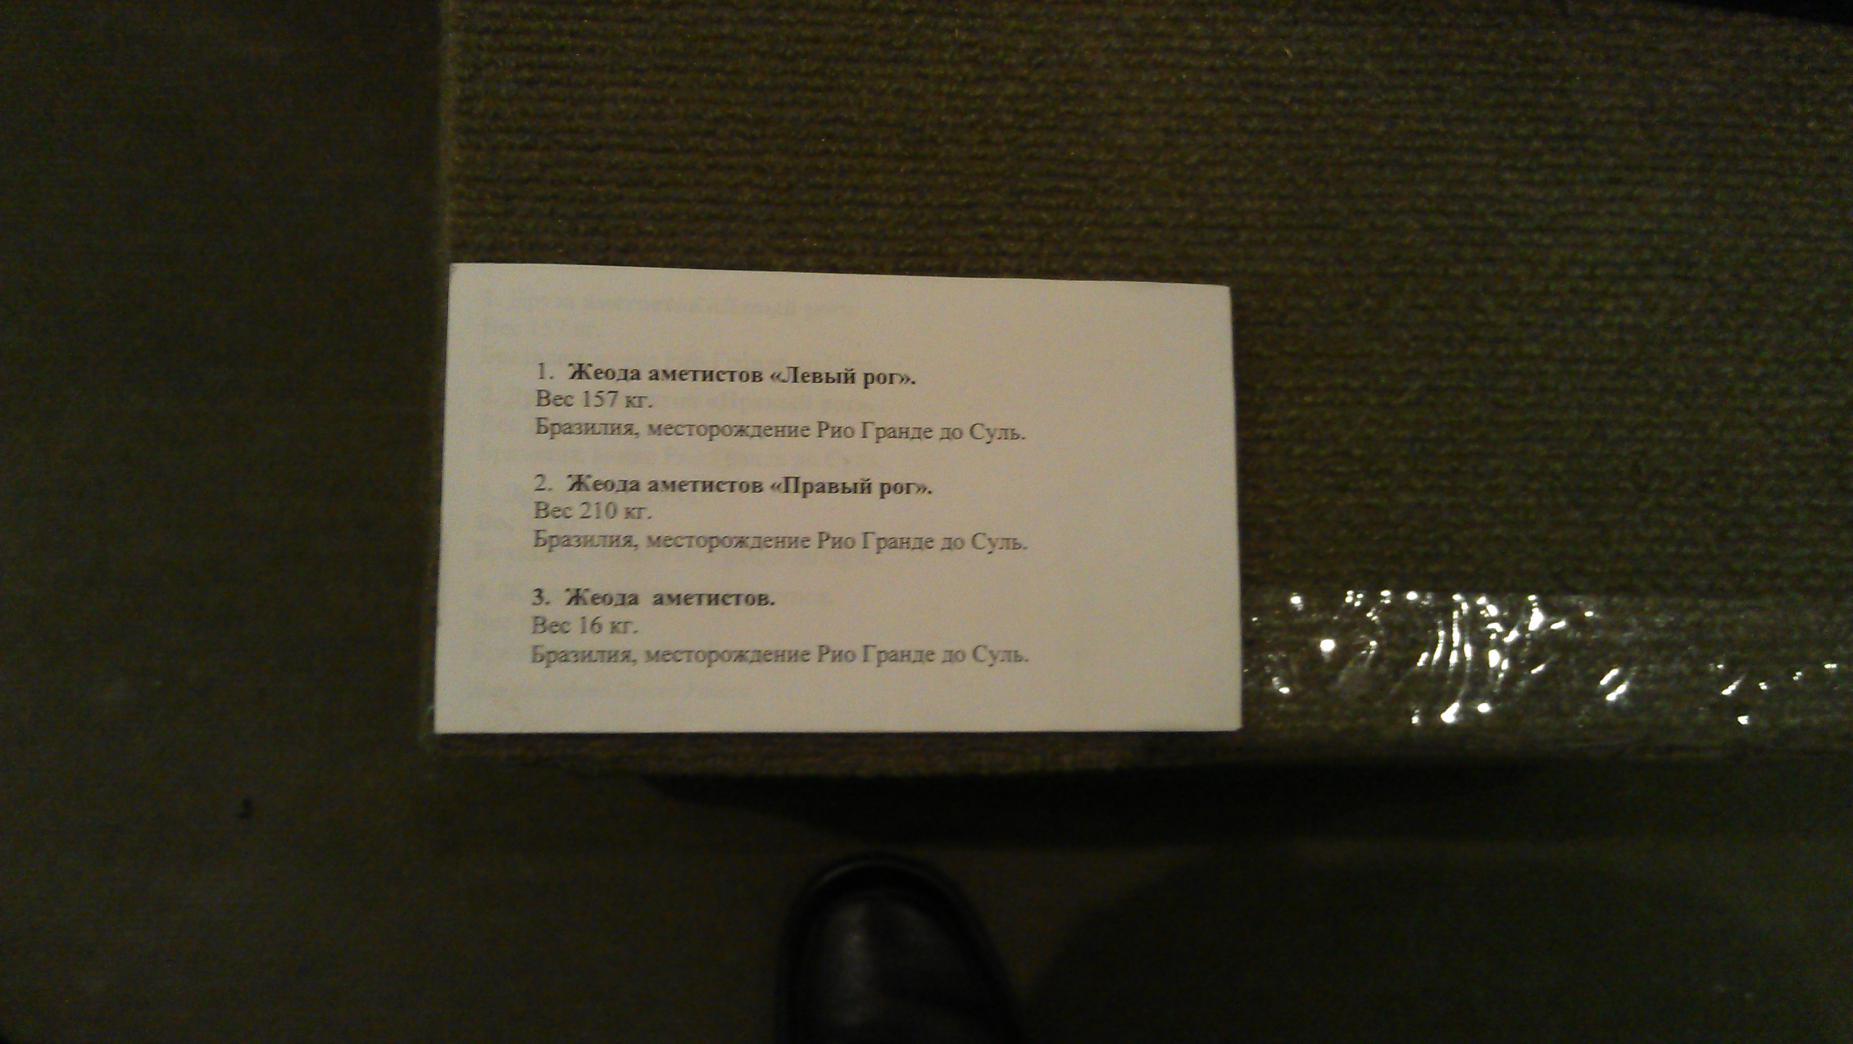 1. Жеода аметистов «Левый рог».
Вес 157 кг.
Бразилия, месторождение Рио Гранде до Суль.
2. Жеода аметистов «Правый рог».
Вес 210 кг.
Бразилия, месторождение Рио Гранде до Суль.
3. Жеода аметистов.
Вес 16 кг.
Бразилия, месторождение Рио Гранде до Суль.